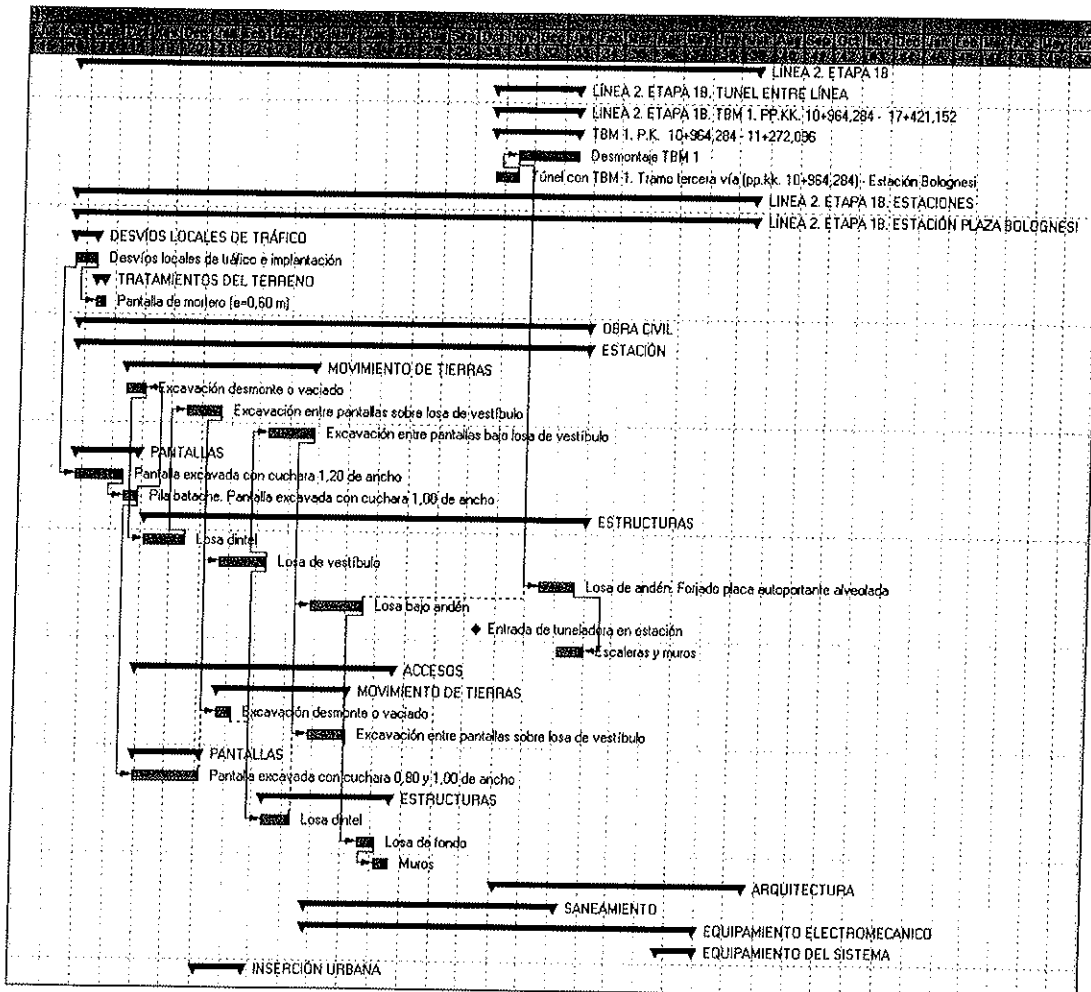 LÍNEA 2. ETAPA 1B
LÍNEA 2. ETAPA 1B. TUNEL ENTRE LÍNEA
LÍNEA 2. ETAPA 1B. TBM 1. PP.KK. 10+964,284 - 17+421,152
TBM 1. P.K. 10+964,284 - 11+272,096
Desmontaje TBM 1
Túnel con TBM 1. Tramo tercera vía (pp.kk. 10+964,284) - Estación Bolognesi
LÍNEA 2. ETAPA 1B. ESTACIONES
LÍNEA 2. ETAPA 1B. ESTACIÓN PLAZA BOLOGNESI
DESVÍOS LOCALES DE TRÁFICO
Desvíos locales de tráfico e implantación
TRATAMIENTOS DEL TERRENO
Pantalla de mortero (e=0,60 m)
OBRA CIVIL
ESTACIÓN
MOVIMIENTO DE TIERRAS
Excavación desmonte o vaciado
Excavación entre pantallas sobre losa de vestíbulo
Excavación entre pantallas bajo losa de vestíbulo
PANTALLAS
Pantalla excavada con cuchara 1,20 de ancho
Pila batache. Pantalla excavada con cuchara 1,00 de ancho
ESTRUCTURAS
Losa dintel
Losa de vestíbulo
Losa de andén. Forjado placa autoportante alveolada
Losa bajo andén
Entrada de tuneladora en estación
Escaleras y muros
ACCESOS
MOVIMIENTO DE TIERRAS
Excavación desmonte o vaciado
Excavación entre pantallas sobre losa de vestíbulo
PANTALLAS
Pantalla excavada con cuchara 0,80 y 1,00 de ancho
ESTRUCTURAS
Losa dintel
Losa de fondo
Muros
ARQUITECTURA
SANEAMIENTO
EQUIPAMIENTO ELECTROMECANICO
EQUIPAMIENTO DEL SISTEMA
INSERCIÓN URBANA